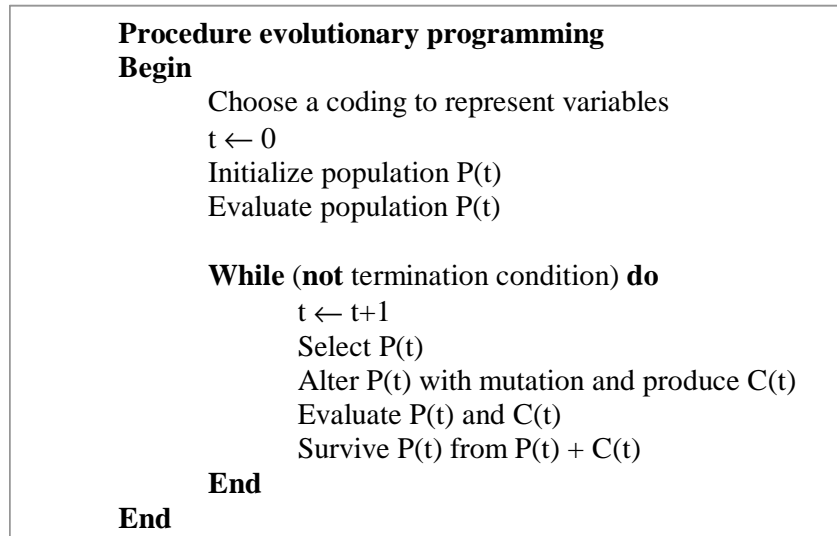 Procedure evolutionary programming
Begin
Choose a coding to represent variables
t ← 0
Initialize population P(t)
Evaluate population P(t)
While (not termination condition) do
t ← t+1
Select P(t)
Alter P(t) with mutation and produce C(t)
Evaluate P(t) and C(t)
Survive P(t) from P(t) + C(t)
End
End